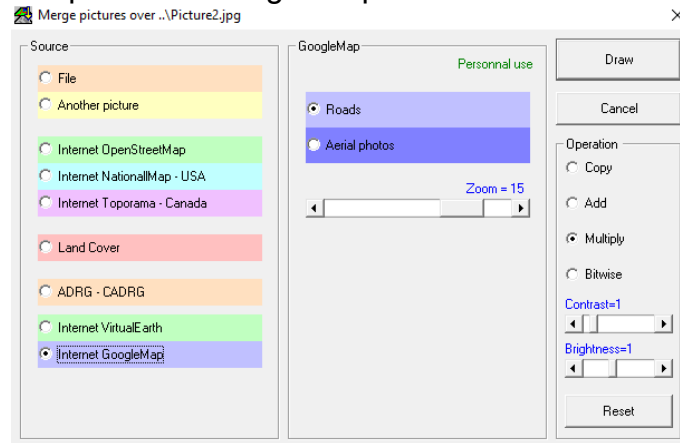 Merge pictures over ..\Picture2.jpg
Source
File
Another picture
Internet OpenStreetMap
Internet NationallMap - USA
Internet Toporama - Canada
Land Cover
ADRG - CADRG
Internet VirtualEarth
Internet GoogleMap
GoogleMap
Personnal use
Roads
Aerial photos
Zoom = 15
Draw
Cancel
Operation
Copy
Add
Multiply
Bitwise
Contrast=1
Brightness=1
Reset